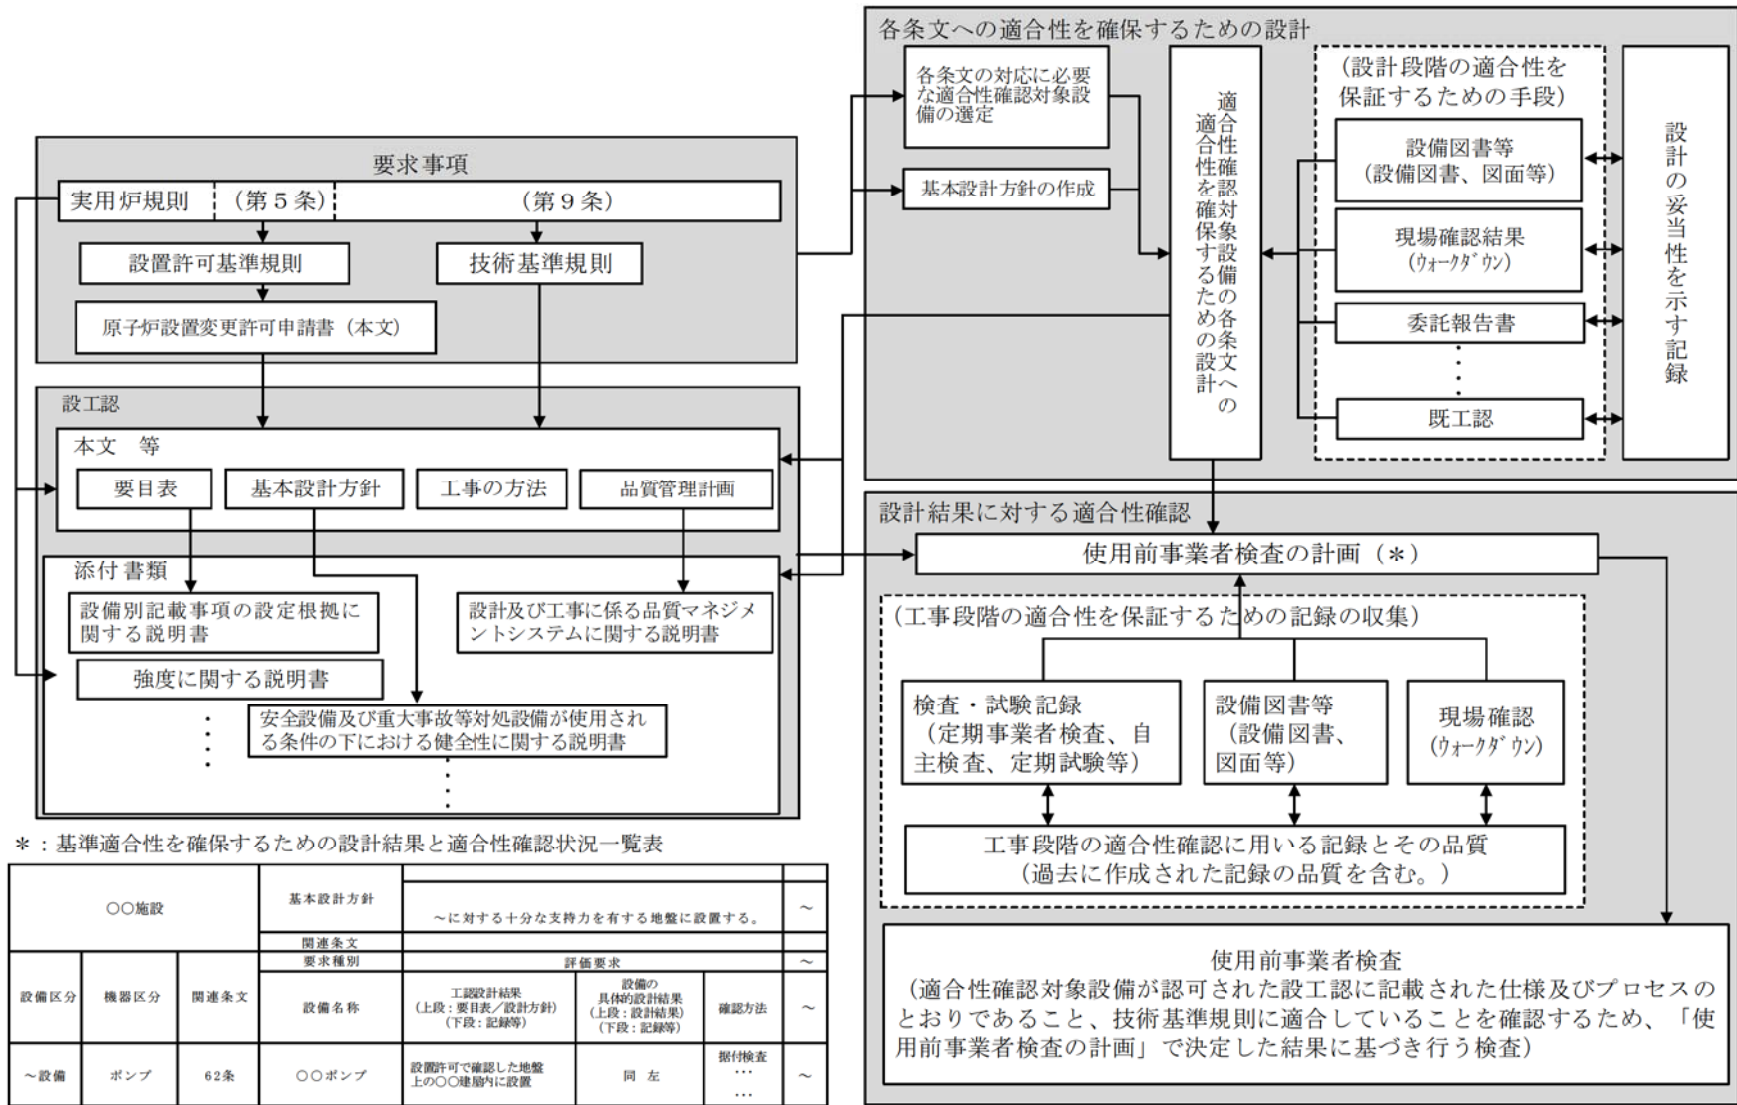 要求事項
実用炉規則
(第5条)
(第9条)
設置許可基準規則
技術基準規則
原子炉設置変更許可申請書（本文）
設工認
本文　等
要目表
基本設計方針
工事の方法
品質管理計画
添付書類
設備別記載事項の設定根拠に
関する説明書
設計及び工事に係る品質マネジメ
ントシステムに関する説明書
強度に関する説明書
安全設備及び重大事故等対処設備が使用され
る条件の下における健全性に関する説明書
各条文への適合性を確保するための設計
各条文の対応に必要
な適合性確認対象設
備の選定
基本設計方針の作成
適合性確認対象設備の各条文への
適合性を確保するための設計
(設計段階の適合性を
保証するための手段)
設備図書等
(設備図書、図面等)
現場確認結果
(ｳｫｰｸﾀﾞｳﾝ)
委託報告書
既工認
設計の妥当性を示す記録
設計結果に対する適合性確認
使用前事業者検査の計画（＊）
(工事段階の適合性を保証するための記録の収集)
検査・試験記録
（定期事業者検査、自
主検査、定期試験等）
設備図書等
（設備図書、
図面等）
現場確認
(ｳｫｰｸﾀﾞｳﾝ)
工事段階の適合性確認に用いる記録とその品質
（過去に作成された記録の品質を含む。）
使用前事業者検査
（適合性確認対象設備が認可された設工認に記載された仕様及びプロセスの
とおりであること、技術基準規則に適合していることを確認するため、「使
用前事業者検査の計画」で決定した結果に基づき行う検査）
＊：基準適合性を確保するための設計結果と適合性確認状況一覧表
○○施設
基本設計方針
～に対する十分な支持力を有する地盤に設置する。
～
関連条文
要求種別
評価要求
～
設備区分
機器区分
関連条文
設備名称
工認設計結果
(上段：要目表／設計方針)
(下段：記録等)
設備の
具体的設計結果
(上段：設計結果)
(下段：記録等)
確認方法
～
～設備
ポンプ
62条
○○ポンプ
設置許可で確認した地盤
上の○○建屋内に設置
同　左
据付検査
…
…
～